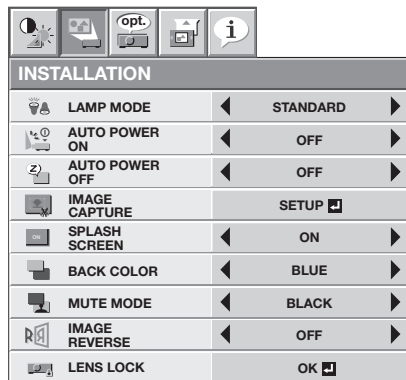 opt.
i
INSTALLATION
LAMP MODE STANDARD
AUTO POWER
ON
OFF
AUTO POWER
OFF
OFF
IMAGE
CAPTURE
SETUP
SPLASH
SCREEN
ON
ON
BACK COLOR BLUE
MUTE MODE BLACK
IMAGE
REVERSE
OFF
LENS LOCK OK